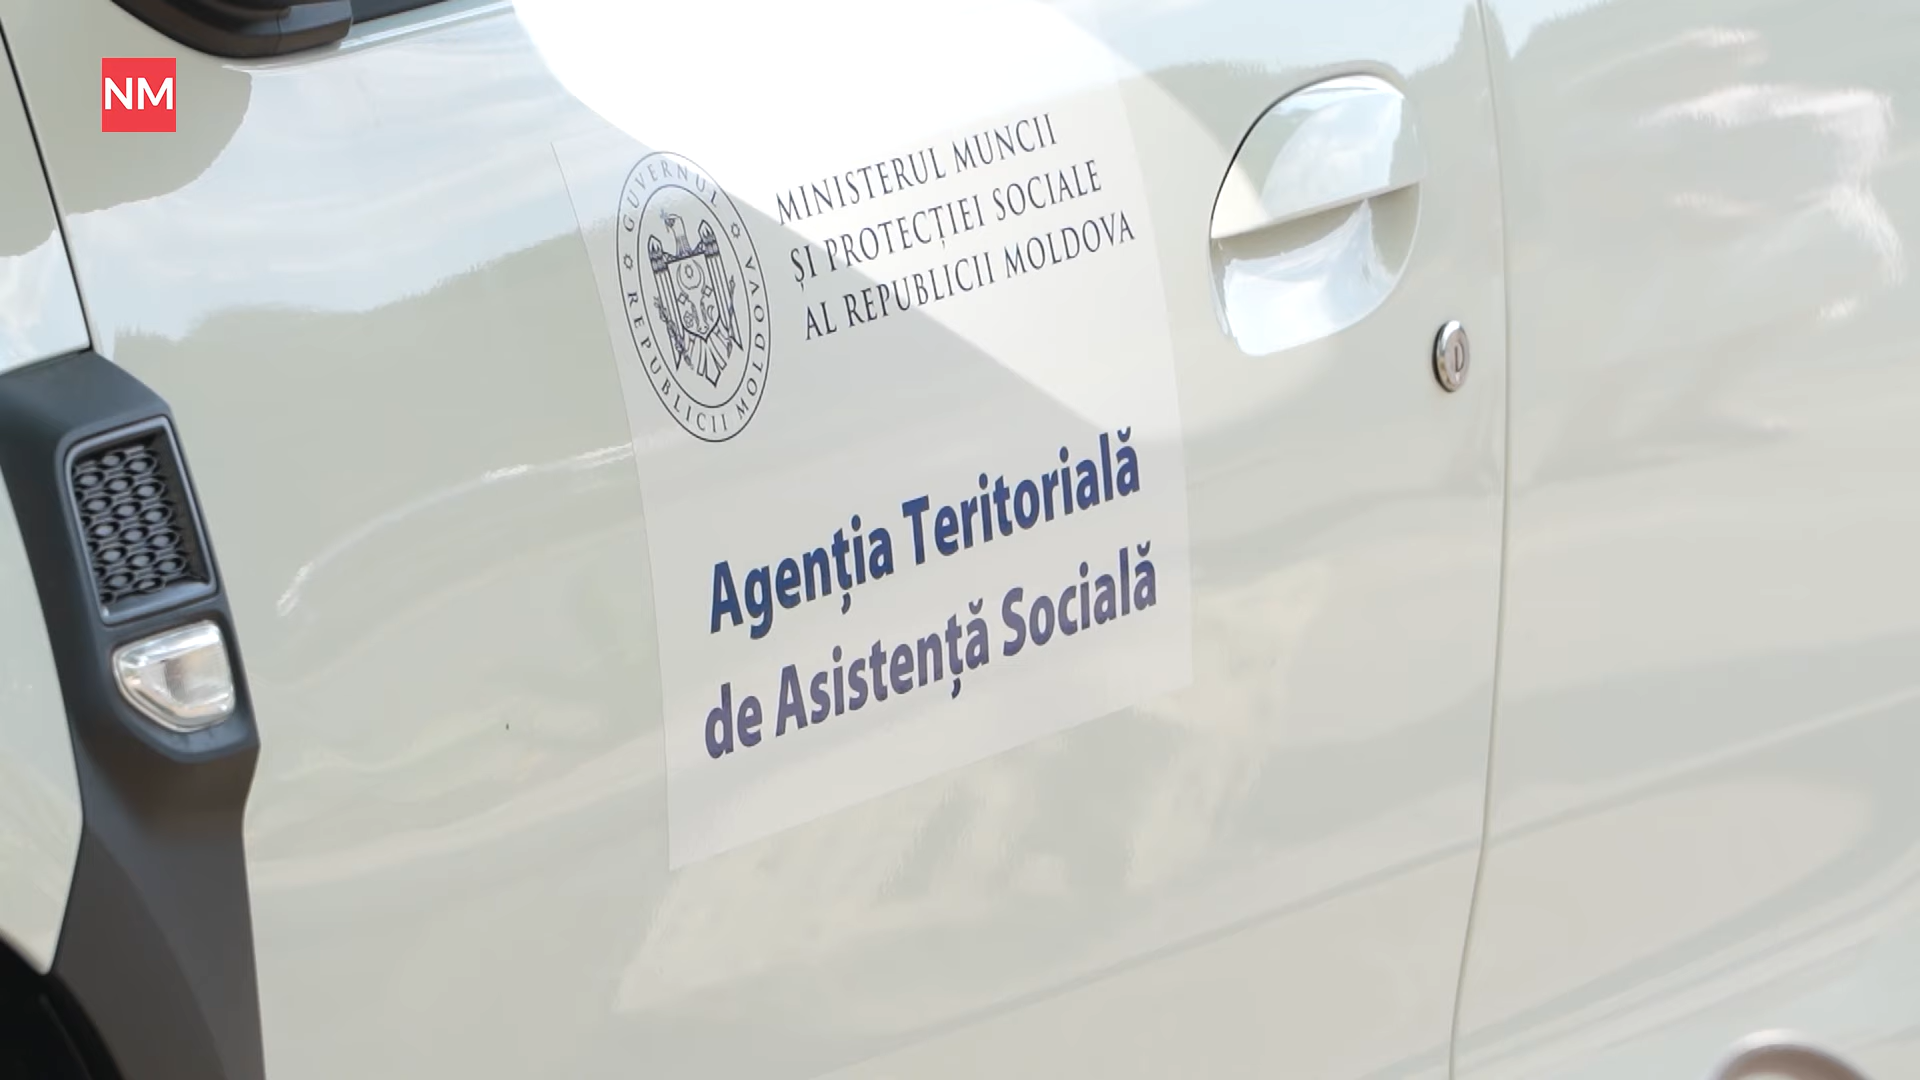 NM
GUVERNUL
REPUBLICII MOLDOVA
MINISTERUL MUNCII
ȘI PROTECȚIEI SOCIALE
AL REPUBLICII MOLDOVA
Agenția Teritorială
de Asistență Socială